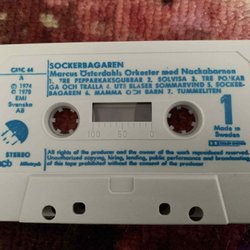 SOCKERBAGAREN
Marcus Österdahls Orkester med Nackabarnen
1. TRE PEPPARKAKSGUBBAR 2. SOLVISA 3. TRE POJKAR
GA OCH TRALLA 4. UTE BLÅSER SOMMARVIND 5. SOCKER-
BAGAREN 6. MAMMA OCH BARN 7. TUMMELITEN
A
℗ 1974
© 1970
EMI
Svenska
AB
1
Made in
Sweden
100 50 0
STEREO
ncb
All rights of the producer and the owner of the work reproduced reserved.
Unauthorized copying, hiring, lending, public performance and broadcasting
of this tape prohibited without the consent of the producer